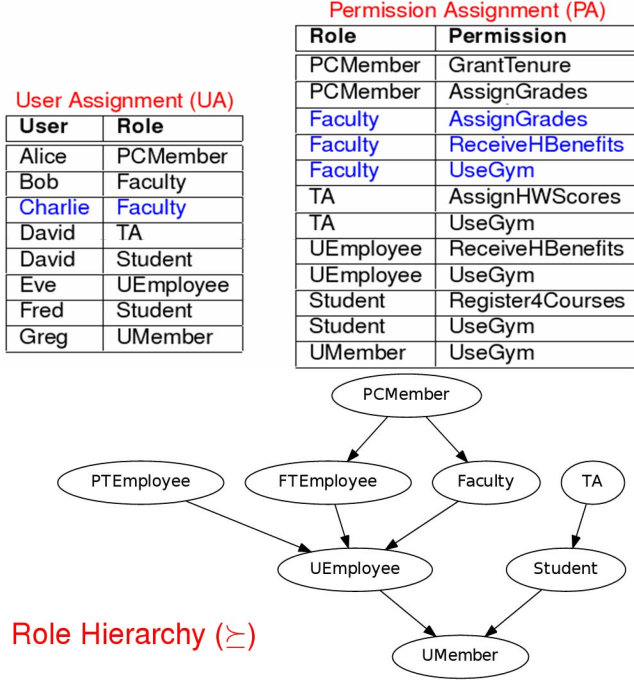 Permission Assignment (PA)
Role Permission
PCMember GrantTenure
PCMember AssignGrades
Faculty AssignGrades
Faculty ReceiveHBenefits
Faculty UseGym
TA AssignHWScores
TA UseGym
UEmployee ReceiveHBenefits
UEmployee UseGym
Student Register4Courses
Student UseGym
UMember UseGym
User Assignment (UA)
User Role
Alice PCMember
Bob Faculty
Charlie Faculty
David TA
David Student
Eve UEmployee
Fred Student
Greg UMember
PCMember
PTEmployee FTEmployee Faculty TA
UEmployee Student
Role Hierarchy (⪰)
UMember